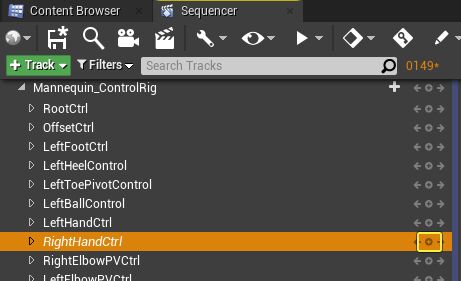 Content Browser × Sequencer ×
+ Track Filters Search Tracks 0149*
Mannequin_ControlRig
RootCtrl
OffsetCtrl
LeftFootCtrl
LeftHeelControl
LeftToePivotControl
LeftBallControl
LeftHandCtrl
RightHandCtrl
RightElbowPVCtrl
LeftElbowPVCtrl